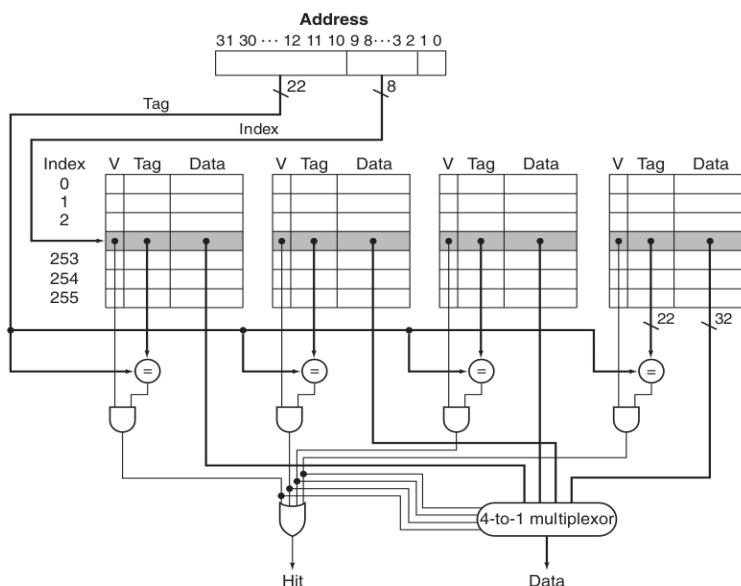 Address
31 30 ··· 12 11 10 9 8···3 2 1 0
22
8
Tag
Index
Index V Tag Data V Tag Data V Tag Data V Tag Data
0
1
2
253
254
255
22
32
= = = =
4-to-1 multiplexor
Hit
Data